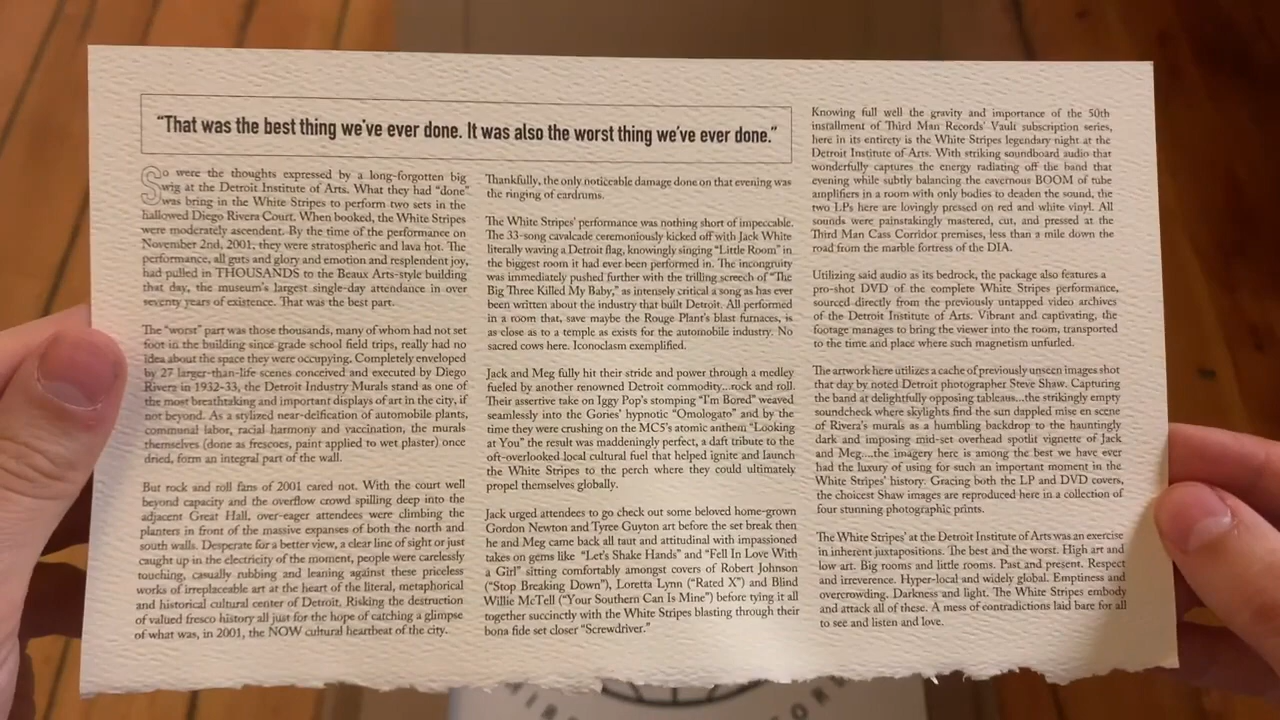 “That was the best thing we’ve ever done. It was also the worst thing we’ve ever done.”
So were the thoughts expressed by a long-forgotten big
wig at the Detroit Institute of Arts. What they had “done”
was bring in the White Stripes to perform two sets in the
hallowed Diego Rivera Court. When booked, the White Stripes
were moderately ascendent. By the time of the performance on
November 2nd, 2001, they were stratospheric and lava hot. The
performance, all guts and glory and emotion and resplendent joy,
had pulled in THOUSANDS to the Beaux Arts-style building
that day, the museum’s largest single-day attendance in over
seventy years of existence. That was the best part.
The “worst” part was those thousands, many of whom had not set
foot in the building since grade school field trips, really had no
idea about the space they were occupying. Completely enveloped
by 27 larger-than-life scenes conceived and executed by Diego
Rivera in 1932-33, the Detroit Industry Murals stand as one of
the most breathtaking and important displays of art in the city, if
not beyond. As a stylized near-deification of automobile plants,
communal labor, racial harmony and vaccination, the murals
themselves (done as frescoes, paint applied to wet plaster) once
dried, form an integral part of the wall.
But rock and roll fans of 2001 cared not. With the court well
beyond capacity and the overflow crowd spilling deep into the
adjacent Great Hall, over-eager attendees were climbing the
planters in front of the massive expanses of both the north and
south walls. Desperate for a better view, a clear line of sight or just
caught up in the electricity of the moment, people were carelessly
touching, casually rubbing and leaning against these priceless
works of irreplaceable art at the heart of the literal, metaphorical
and historical cultural center of Detroit. Risking the destruction
of valued fresco history all just for the hope of catching a glimpse
of what was, in 2001, the NOW cultural heartbeat of the city.
Thankfully, the only noticeable damage done on that evening was
the ringing of eardrums.
The White Stripes’ performance was nothing short of impeccable.
The 33-song cavalcade ceremoniously kicked off with Jack White
literally waving a Detroit flag, knowingly singing “Little Room” in
the biggest room it had ever been performed in. The incongruity
was immediately pushed further with the trilling screech of “The
Big Three Killed My Baby,” as intensely critical a song as has ever
been written about the industry that built Detroit. All performed
in a room that, save maybe the Rouge Plant’s blast furnaces, is
as close as to a temple as exists for the automobile industry. No
sacred cows here. Iconoclasm exemplified.
Jack and Meg fully hit their stride and power through a medley
fueled by another renowned Detroit commodity...rock and roll.
Their assertive take on Iggy Pop’s stomping “I’m Bored” weaved
seamlessly into the Gories’ hypnotic “Omologato” and by the
time they were crushing on the MC5’s atomic anthem “Looking
at You” the result was maddeningly perfect, a daft tribute to the
oft-overlooked local cultural fuel that helped ignite and launch
the White Stripes to the perch where they could ultimately
propel themselves globally.
Jack urged attendees to go check out some beloved home-grown
Gordon Newton and Tyree Guyton art before the set break then
he and Meg came back all taut and attitudinal with impassioned
takes on gems like “Let’s Shake Hands” and “Fell In Love With
a Girl” sitting comfortably amongst covers of Robert Johnson
(“Stop Breaking Down”), Loretta Lynn (“Rated X”) and Blind
Willie McTell (“Your Southern Can Is Mine”) before tying it all
together succinctly with the White Stripes blasting through their
bona fide set closer “Screwdriver.”
Knowing full well the gravity and importance of the 50th
installment of Third Man Records’ Vault subscription series,
here in its entirety is the White Stripes legendary night at the
Detroit Institute of Arts. With striking soundboard audio that
wonderfully captures the energy radiating off the band that
evening while subtly balancing the cavernous BOOM of tube
amplifiers in a room with only bodies to deaden the sound, the
two LPs here are lovingly pressed on red and white vinyl. All
sounds were painstakingly mastered, cut, and pressed at the
Third Man Cass Corridor premises, less than a mile down the
road from the marble fortress of the DIA.
Utilizing said audio as its bedrock, the package also features a
pro-shot DVD of the complete White Stripes performance,
sourced directly from the previously untapped video archives
of the Detroit Institute of Arts. Vibrant and captivating, the
footage manages to bring the viewer into the room, transported
to the time and place where such magnetism unfurled.
The artwork here utilizes a cache of previously unseen images shot
that day by noted Detroit photographer Steve Shaw. Capturing
the band at delightfully opposing tableaus...the strikingly empty
soundcheck where skylights find the sun dappled mise en scene
of Rivera’s murals as a humbling backdrop to the hauntingly
dark and imposing mid-set overhead spotlit vignette of Jack
and Meg....the imagery here is among the best we have ever
had the luxury of using for such an important moment in the
White Stripes’ history. Gracing both the LP and DVD covers,
the choicest Shaw images are reproduced here in a collection of
four stunning photographic prints.
The White Stripes’ at the Detroit Institute of Arts was an exercise
in inherent juxtapositions. The best and the worst. High art and
low art. Big rooms and little rooms. Past and present. Respect
and irreverence. Hyper-local and widely global. Emptiness and
overcrowding. Darkness and light. The White Stripes embody
and attack all of these. A mess of contradictions laid bare for all
to see and listen and love.